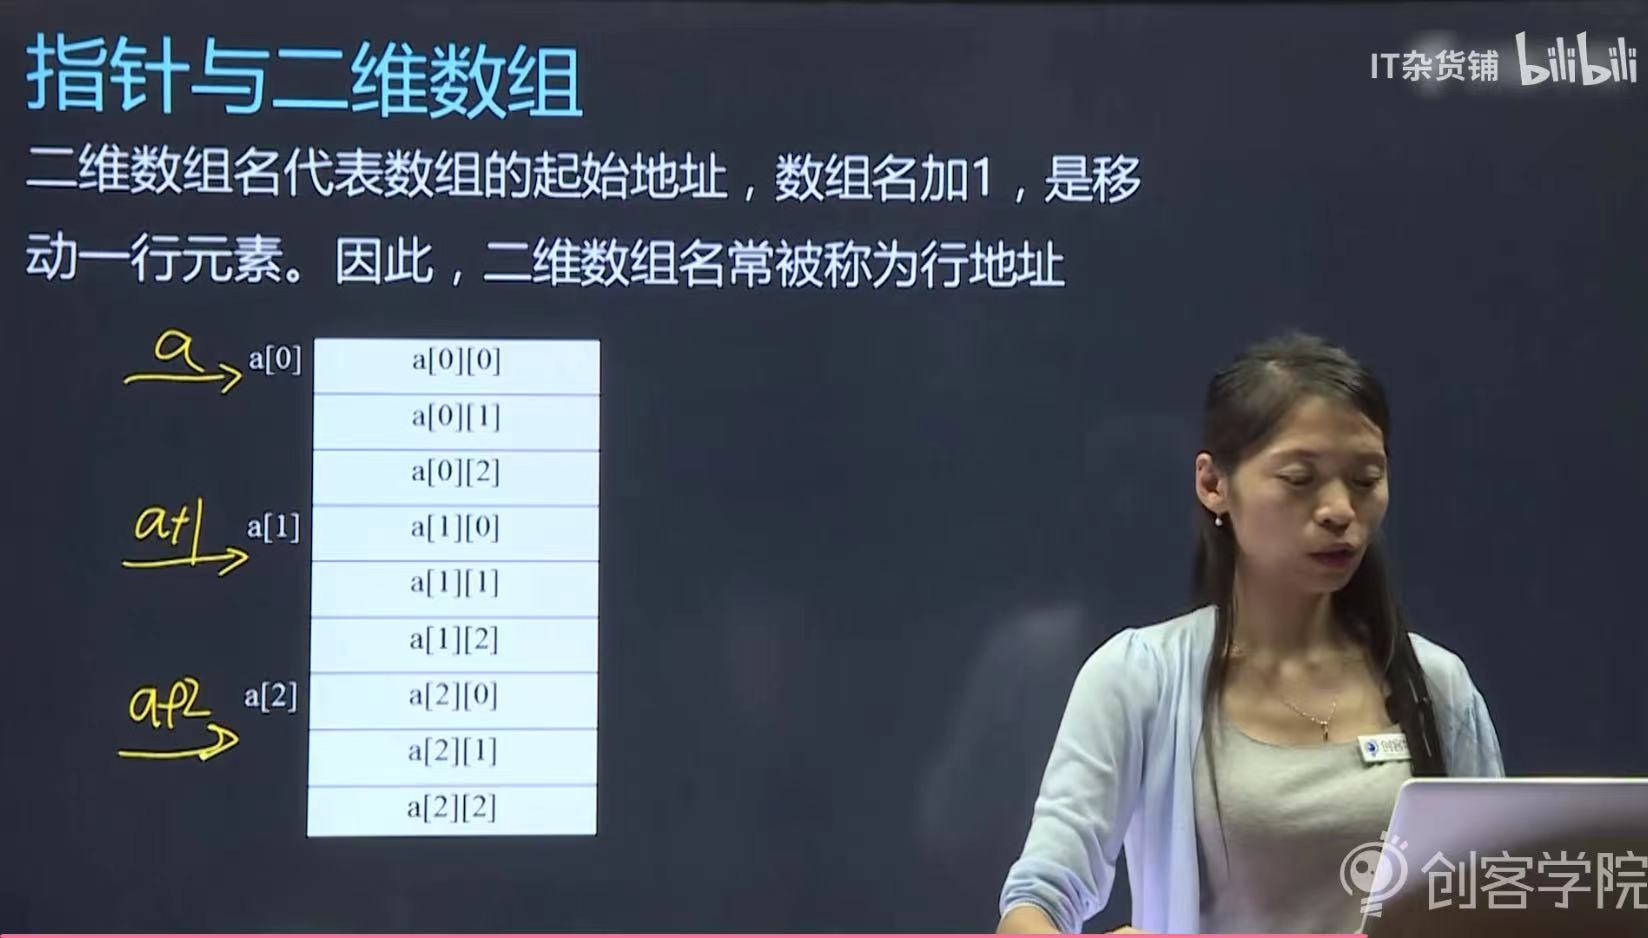 指针与二维数组
IT杂货铺 bilibili
二维数组名代表数组的起始地址，数组名加1，是移
动一行元素。因此，二维数组名常被称为行地址
a
a[0] a[0][0]
a[0][1]
a[0][2]
a+1
a[1] a[1][0]
a[1][1]
a[1][2]
a+2
a[2] a[2][0]
a[2][1]
a[2][2]
创客
创客学院